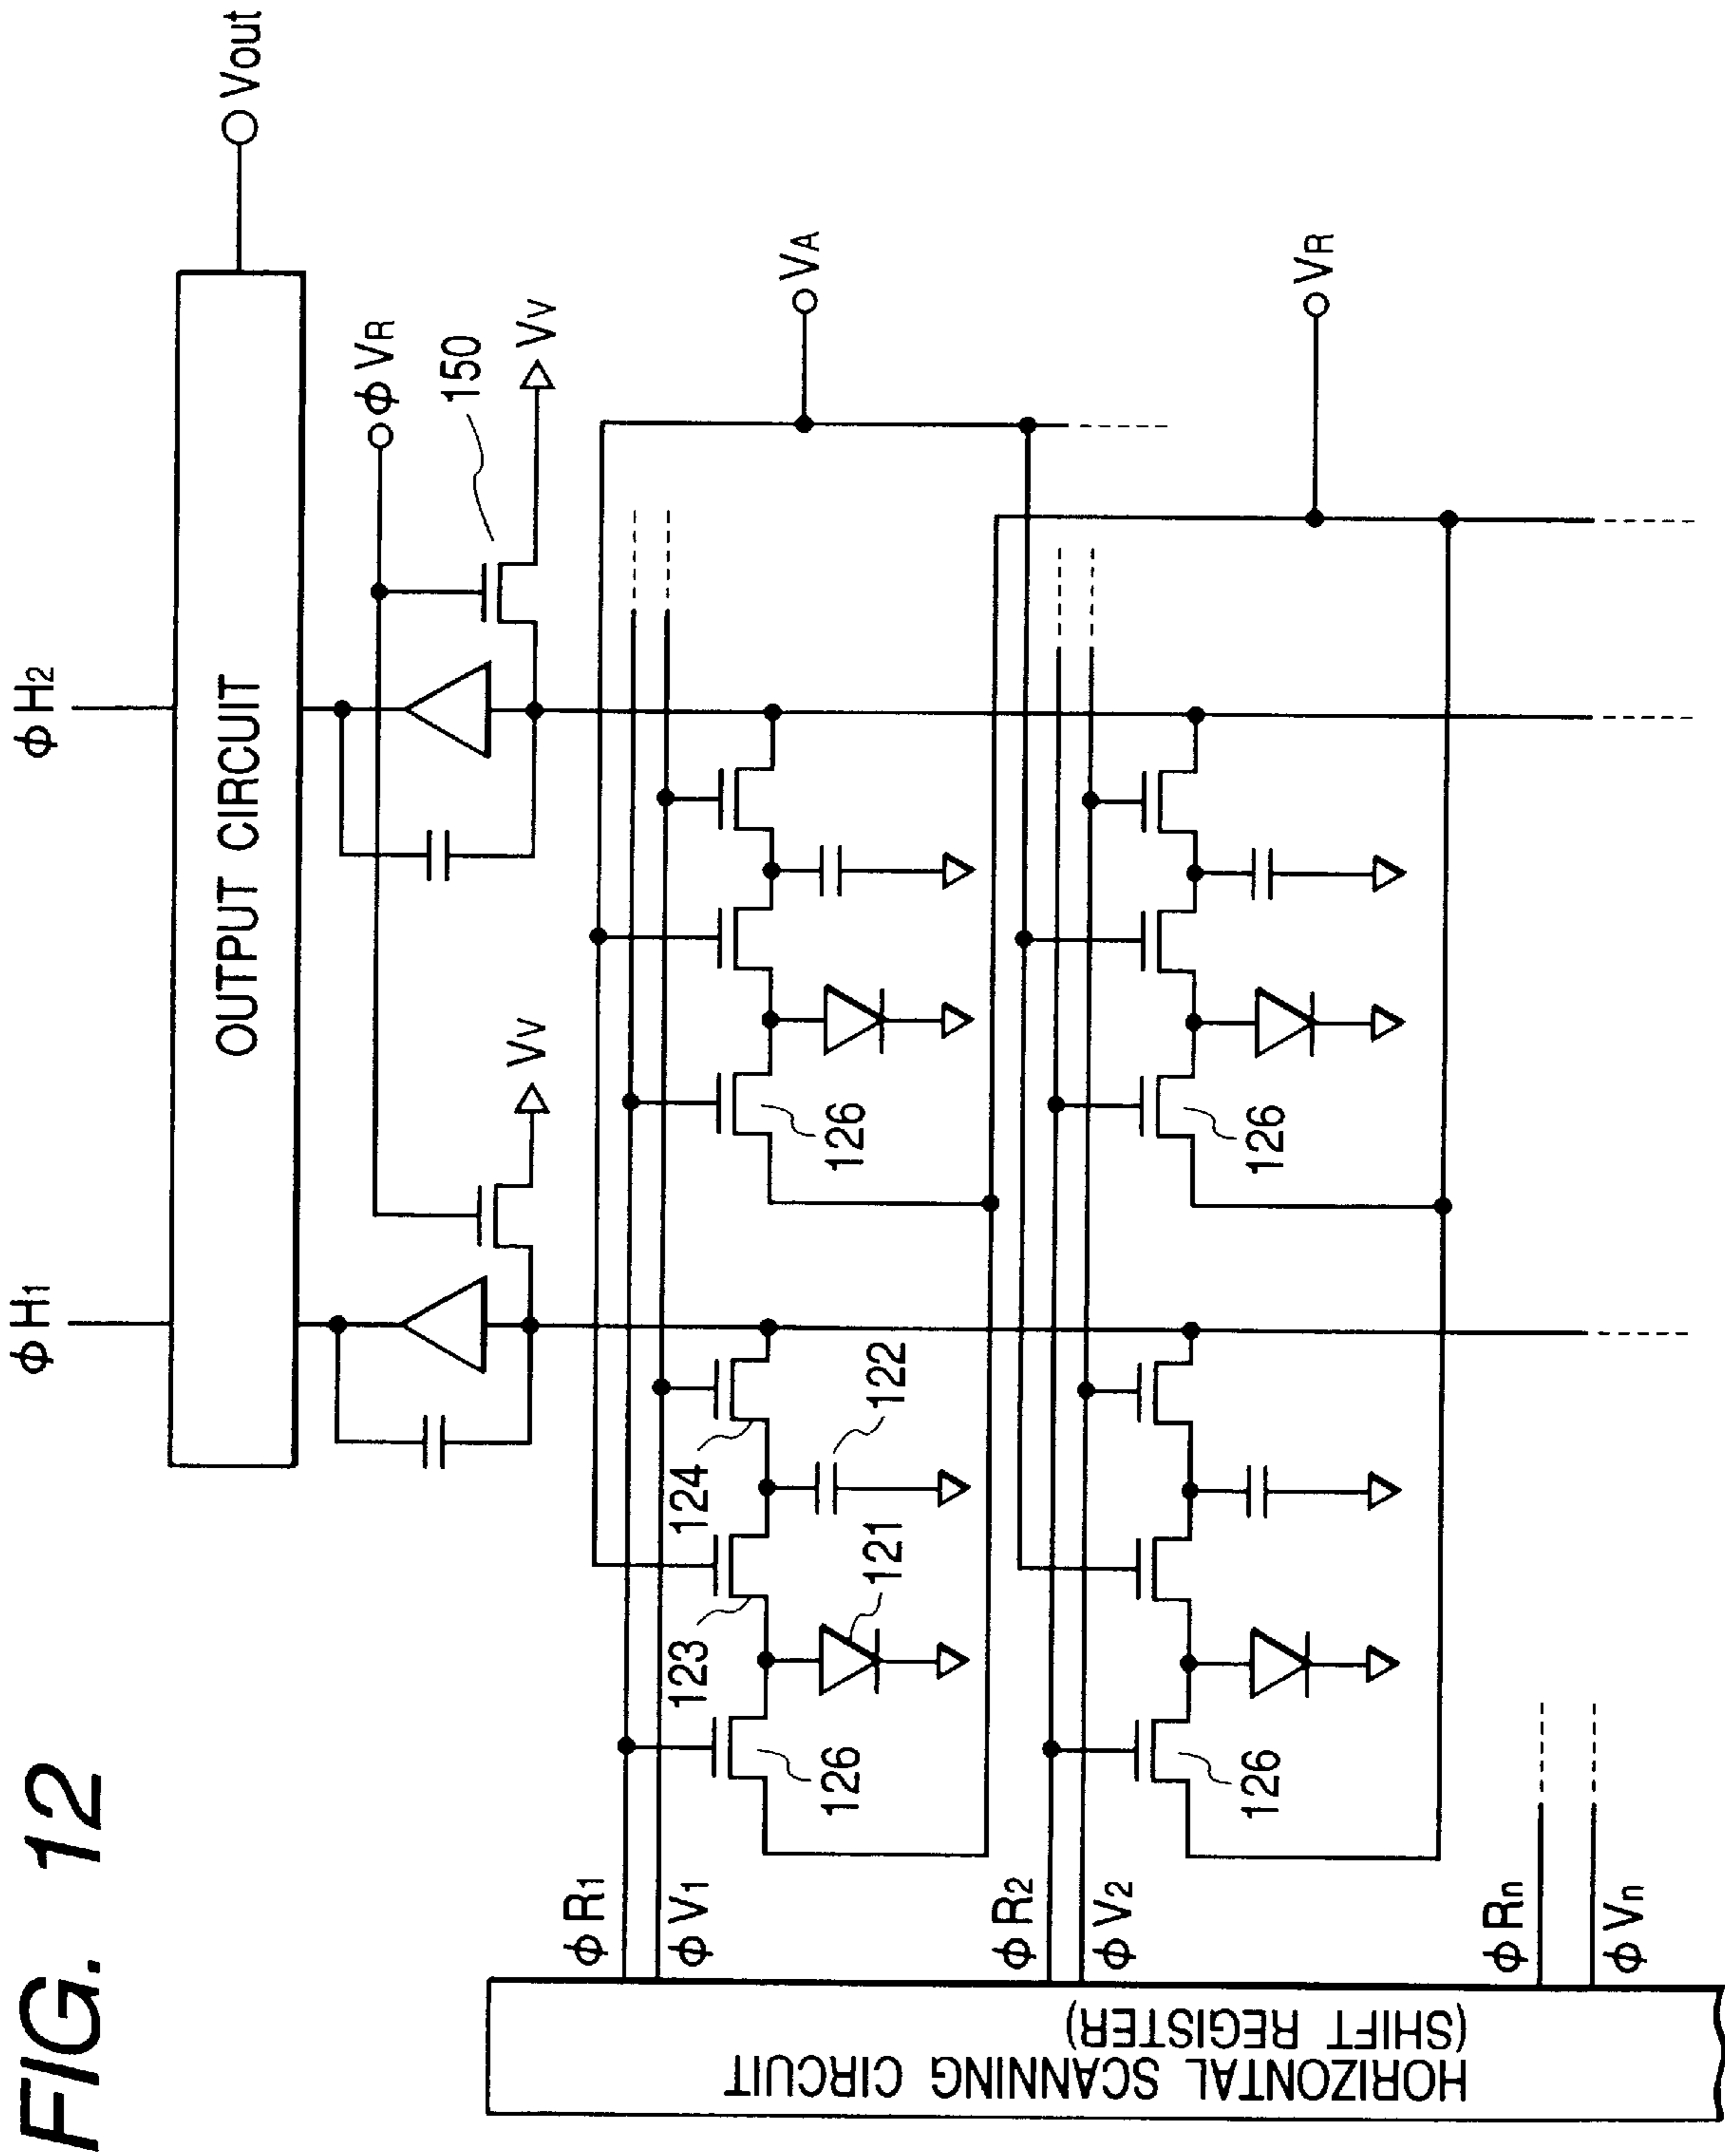 FIG. 12
φH1
φH2
OUTPUT CIRCUIT
Vout
φVR
150
VV
VV
VA
VR
φR1
φV1
φR2
φV2
φRn
φVn
126
123
121
124
122
126
126
126
HORIZONTAL SCANNING CIRCUIT
(SHIFT REGISTER)